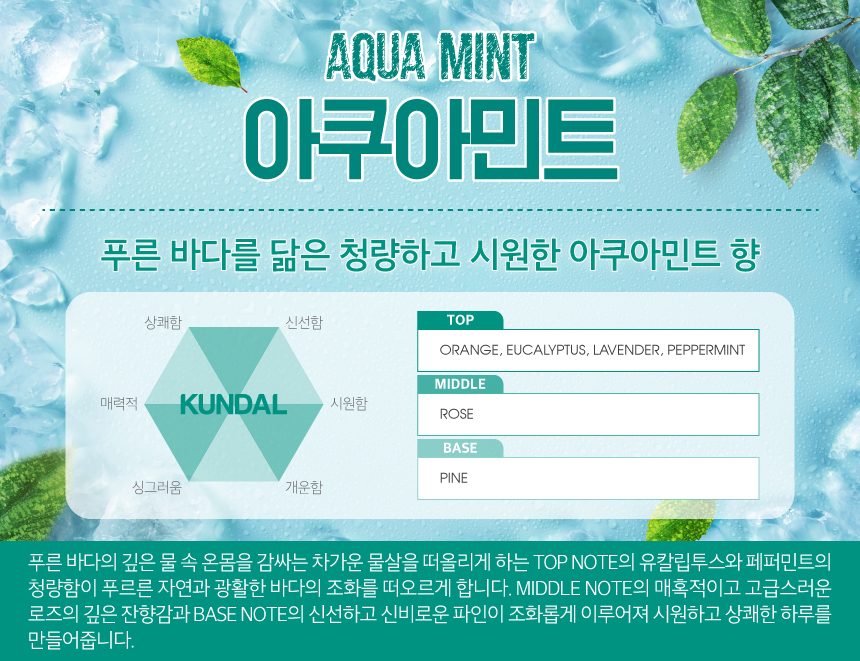 AQUA MINT
아쿠아민트
푸른 바다를 닮은 청량하고 시원한 아쿠아민트 향
상쾌함
신선함
매력적
KUNDAL
시원함
싱그러움
개운함
TOP
ORANGE, EUCALYPTUS, LAVENDER, PEPPERMINT
MIDDLE
ROSE
BASE
PINE
푸른 바다의 깊은 물 속 온몸을 감싸는 차가운 물살을 떠올리게 하는 TOP NOTE의 유칼립투스와 페퍼민트의
청량함이 푸르른 자연과 광활한 바다의 조화를 떠오르게 합니다. MIDDLE NOTE의 매혹적이고 고급스러운
로즈의 깊은 잔향감과 BASE NOTE의 신선하고 신비로운 파인이 조화롭게 이루어져 시원하고 상쾌한 하루를
만들어줍니다.